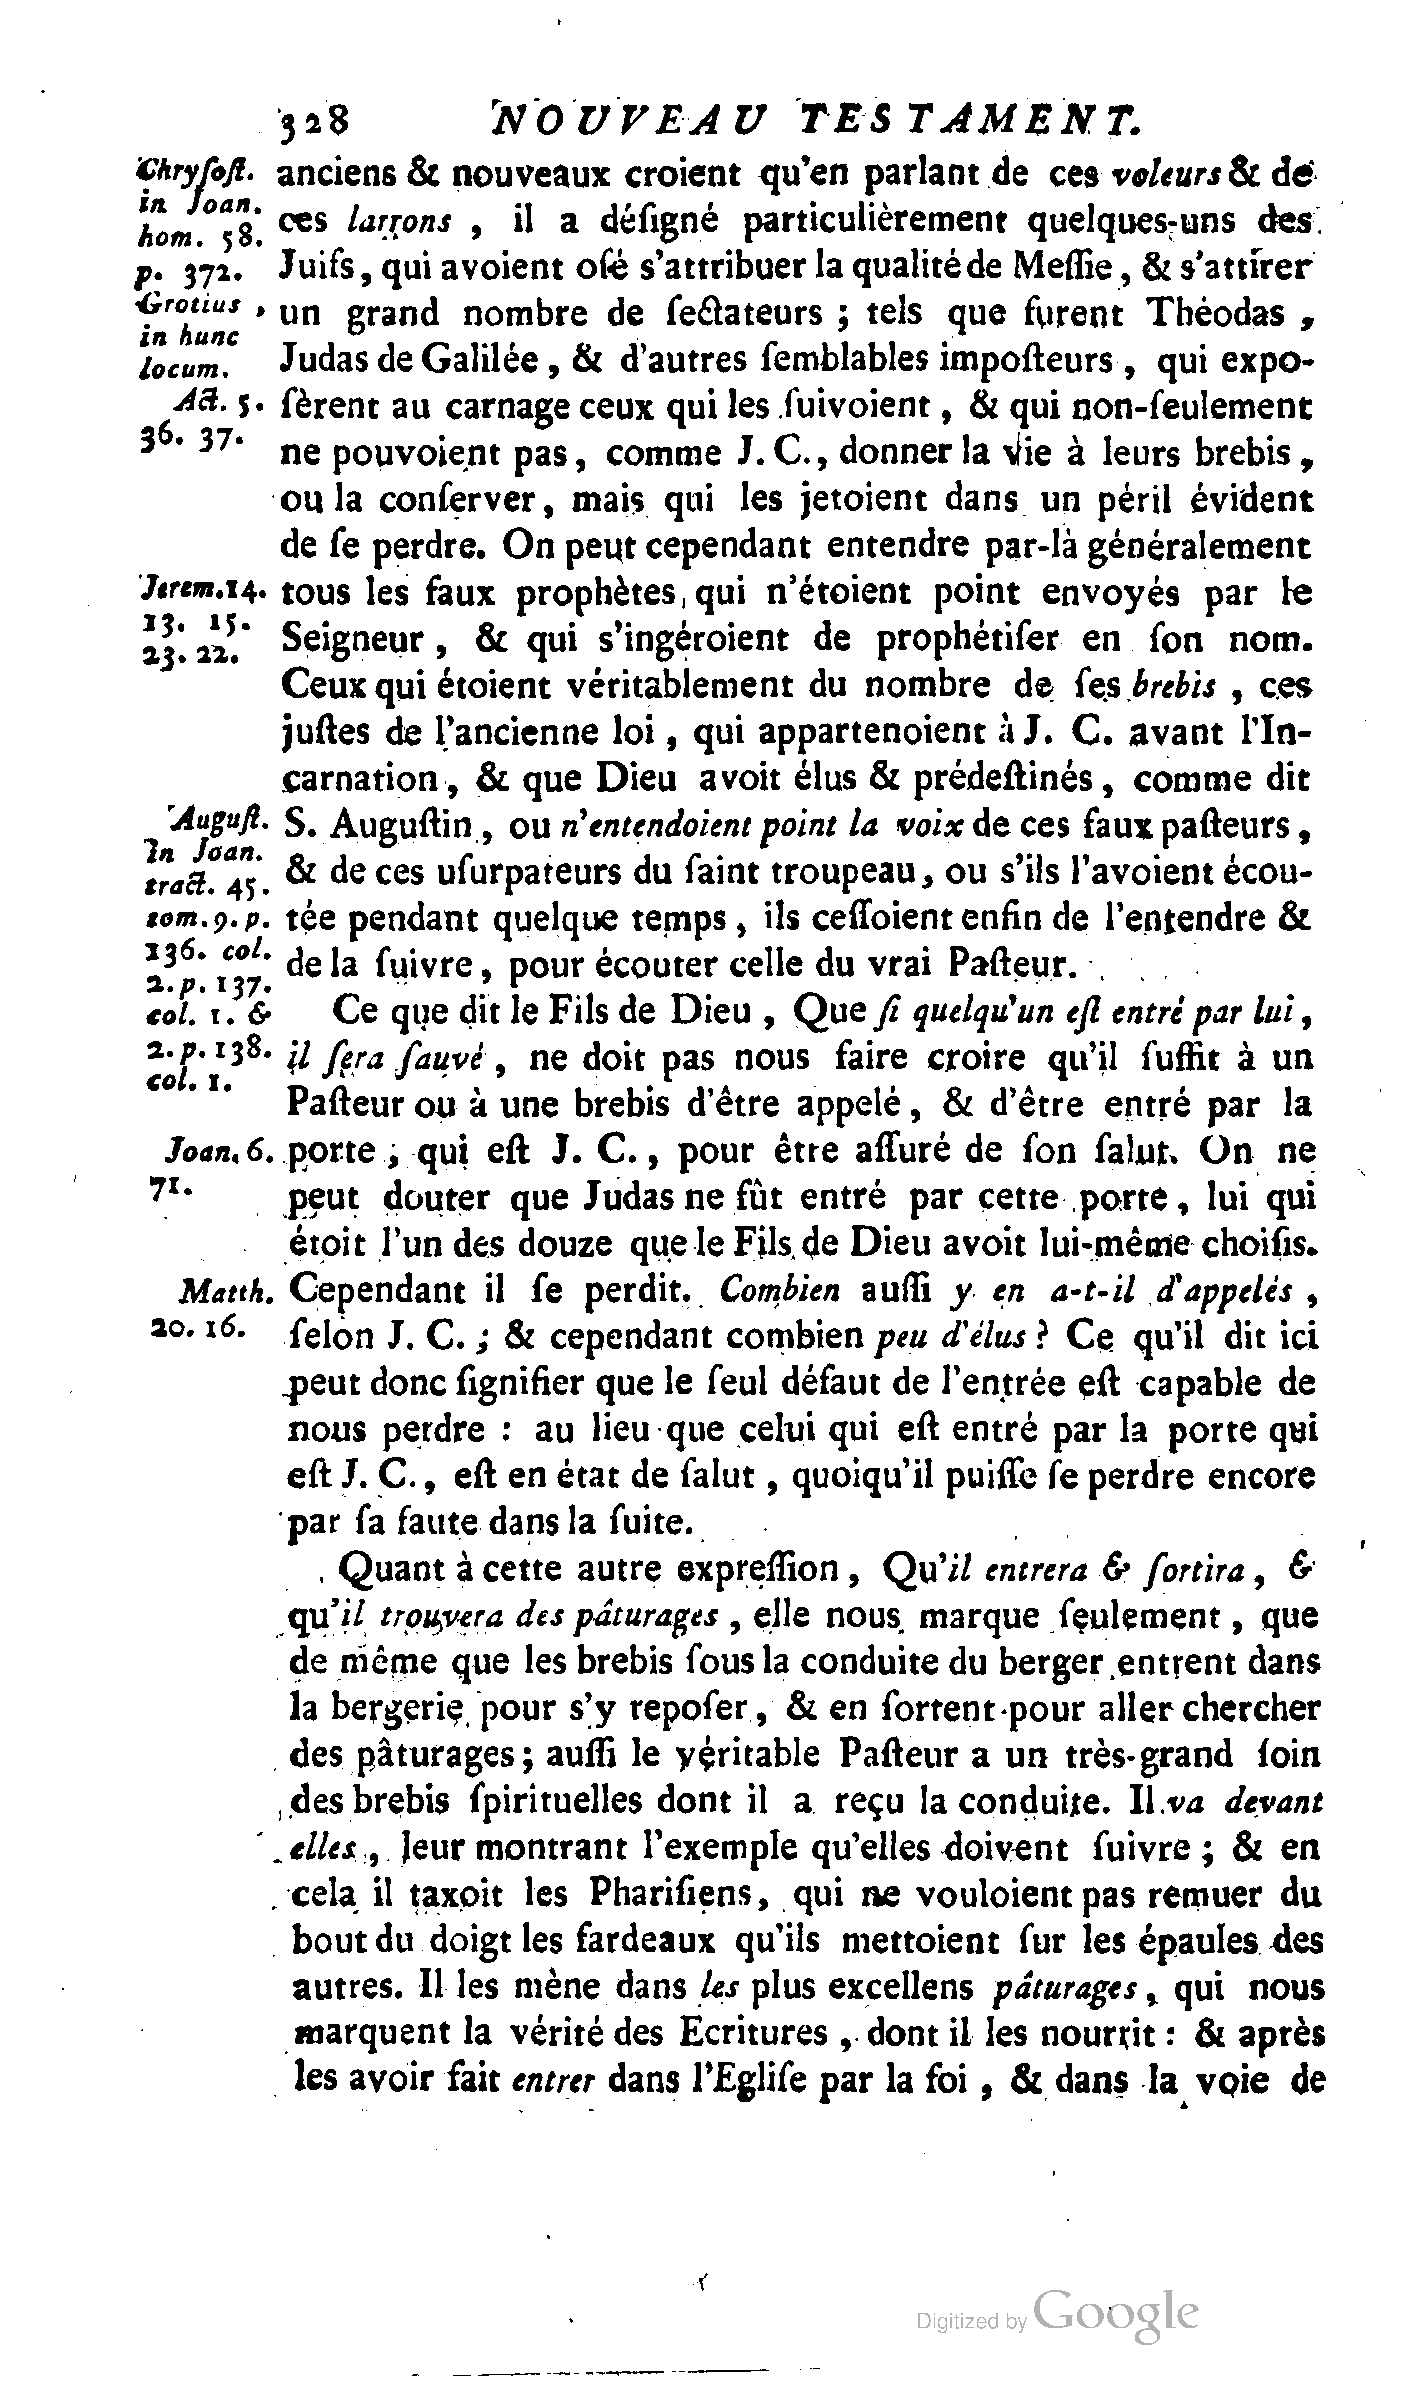 328 NOUVEAU TESTAMENT.
Chryſoſt.
in Joan.
hom. 58.
p. 372.
Grotius,
in hunc
locum.
Act. 5.
36. 37.
anciens & nouveaux croient qu'en parlant de ces voleurs & de
ces larrons, il a déſigné particulièrement quelques-uns des
Juifs, qui avoient oſé s'attribuer la qualité de Meſſie, & s'attirer
un grand nombre de ſectateurs ; tels que furent Théodas,
Judas de Galilée, & d'autres ſemblables impoſteurs, qui expo-
ſèrent au carnage ceux qui les ſuivoient, & qui non-ſeulement
ne pouvoient pas, comme J. C., donner la vie à leurs brebis,
ou la conſerver, mais qui les jetoient dans un péril évident
de ſe perdre. On peut cependant entendre par-là généralement
Jerem. 14.
13. 15.
23. 22.
tous les faux prophètes, qui n'étoient point envoyés par le
Seigneur, & qui s'ingéroient de prophétiſer en ſon nom.
Ceux qui étoient véritablement du nombre de ſes brebis, ces
juſtes de l'ancienne loi, qui appartenoient à J. C. avant l'In-
carnation, & que Dieu avoit élus & prédeſtinés, comme dit
Auguſt.
In Joan.
tract. 45.
tom. 9. p.
136. col.
2. p. 137.
col. 1. &
2. p. 138.
col. 1.
S. Auguſtin, ou n'entendoient point la voix de ces faux paſteurs,
& de ces uſurpateurs du ſaint troupeau, ou s'ils l'avoient écou-
tée pendant quelque temps, ils ceſſoient enfin de l'entendre &
de la ſuivre, pour écouter celle du vrai Paſteur.
Ce que dit le Fils de Dieu, Que ſi quelqu'un eſt entré par lui,
il ſera ſauvé, ne doit pas nous faire croire qu'il ſuffit à un
Paſteur ou à une brebis d'être appelé, & d'être entré par la
Joan. 6.
71.
porte ; qui eſt J. C., pour être aſſuré de ſon ſalut. On ne
peut douter que Judas ne fût entré par cette porte, lui qui
étoit l'un des douze que le Fils de Dieu avoit lui-même choiſis.
Matth.
20. 16.
Cependant il ſe perdit. Combien auſſi y en a-t-il d'appelés,
ſelon J. C. ; & cependant combien peu d'élus ? Ce qu'il dit ici
peut donc ſignifier que le ſeul défaut de l'entrée eſt capable de
nous perdre : au lieu que celui qui eſt entré par la porte qui
eſt J. C., eſt en état de ſalut, quoiqu'il puiſſe ſe perdre encore
par ſa faute dans la ſuite.
Quant à cette autre expreſſion, Qu'il entrera & ſortira, &
qu'il trouvera des pâturages, elle nous marque ſeulement, que
de même que les brebis ſous la conduite du berger entrent dans
la bergerie pour s'y repoſer, & en ſortent pour aller chercher
des pâturages ; auſſi le véritable Paſteur a un très-grand ſoin
des brebis ſpirituelles dont il a reçu la conduite. Il va devant
elles, leur montrant l'exemple qu'elles doivent ſuivre ; & en
cela il taxoit les Phariſiens, qui ne vouloient pas remuer du
bout du doigt les fardeaux qu'ils mettoient ſur les épaules des
autres. Il les mène dans les plus excellens pâturages, qui nous
marquent la vérité des Ecritures, dont il les nourrit : & après
les avoir fait entrer dans l'Egliſe par la foi, & dans la voie de
Digitized by Google